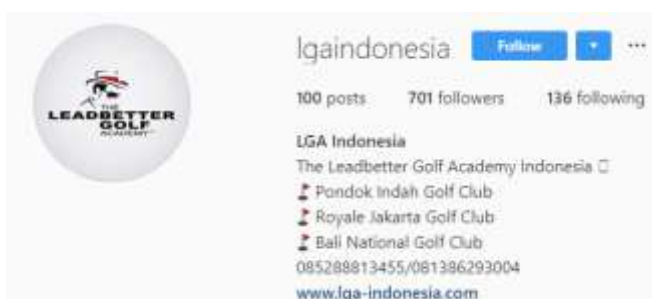 THE
LEADBETTER
GOLF
ACADEMY
lgaindonesia Follow
100 posts 701 followers 136 following
LGA Indonesia
The Leadbetter Golf Academy Indonesia
Pondok Indah Golf Club
Royale Jakarta Golf Club
Bali National Golf Club
085288813455/081386293004
www.lga-indonesia.com